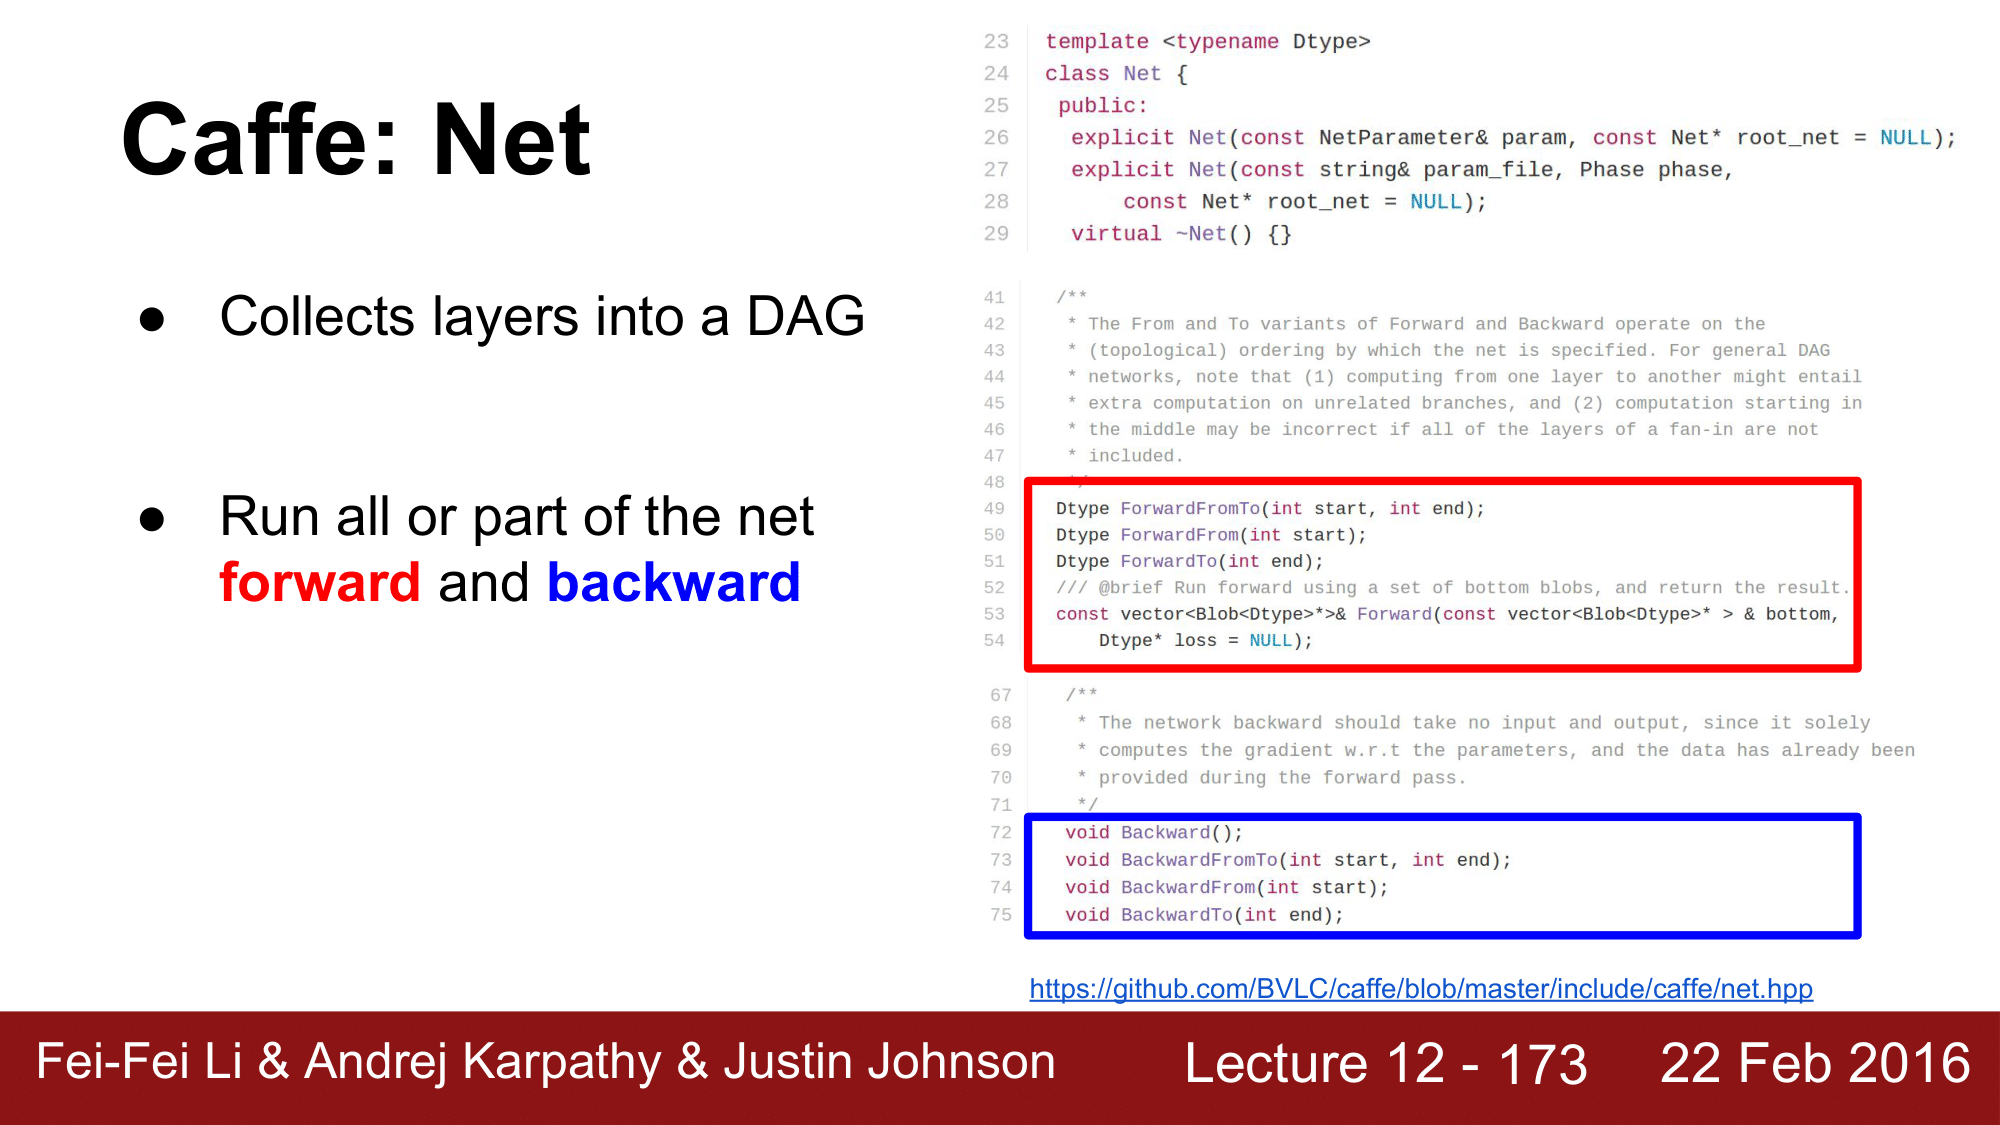 Caffe: Net
● Collects layers into a DAG
● Run all or part of the net
forward and backward
23 template <typename Dtype>
24 class Net {
25 public:
26 explicit Net(const NetParameter& param, const Net* root_net = NULL);
27 explicit Net(const string& param_file, Phase phase,
28 const Net* root_net = NULL);
29 virtual ~Net() {}
41 /**
42 * The From and To variants of Forward and Backward operate on the
43 * (topological) ordering by which the net is specified. For general DAG
44 * networks, note that (1) computing from one layer to another might entail
45 * extra computation on unrelated branches, and (2) computation starting in
46 * the middle may be incorrect if all of the layers of a fan-in are not
47 * included.
48 */
49 Dtype ForwardFromTo(int start, int end);
50 Dtype ForwardFrom(int start);
51 Dtype ForwardTo(int end);
52 /// @brief Run forward using a set of bottom blobs, and return the result.
53 const vector<Blob<Dtype>*>& Forward(const vector<Blob<Dtype>* > & bottom,
54 Dtype* loss = NULL);
67 /**
68 * The network backward should take no input and output, since it solely
69 * computes the gradient w.r.t the parameters, and the data has already been
70 * provided during the forward pass.
71 */
72 void Backward();
73 void BackwardFromTo(int start, int end);
74 void BackwardFrom(int start);
75 void BackwardTo(int end);
https://github.com/BVLC/caffe/blob/master/include/caffe/net.hpp
Fei-Fei Li & Andrej Karpathy & Justin Johnson Lecture 12 - 173 22 Feb 2016